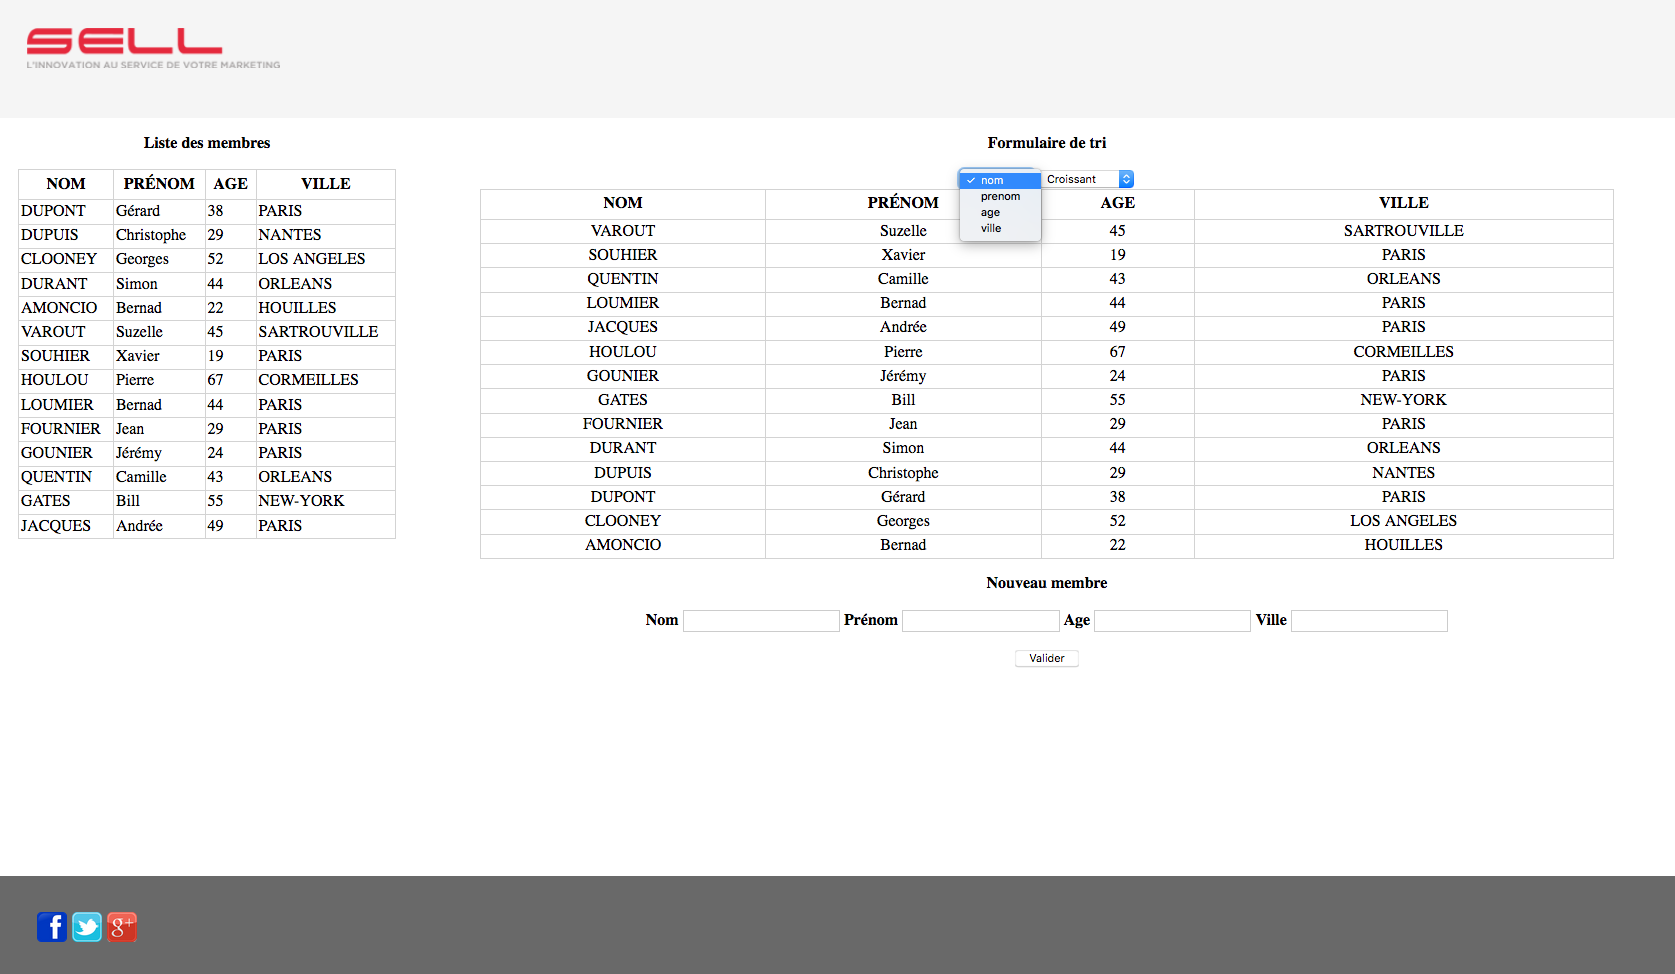 SELL
L'INNOVATION AU SERVICE DE VOTRE MARKETING
Liste des membres
NOM PRÉNOM AGE VILLE
DUPONT Gérard 38 PARIS
DUPUIS Christophe 29 NANTES
CLOONEY Georges 52 LOS ANGELES
DURANT Simon 44 ORLEANS
AMONCIO Bernad 22 HOUILLES
VAROUT Suzelle 45 SARTROUVILLE
SOUHIER Xavier 19 PARIS
HOULOU Pierre 67 CORMEILLES
LOUMIER Bernad 44 PARIS
FOURNIER Jean 29 PARIS
GOUNIER Jérémy 24 PARIS
QUENTIN Camille 43 ORLEANS
GATES Bill 55 NEW-YORK
JACQUES Andrée 49 PARIS
Formulaire de tri
✓ nom
prenom
age
ville
Croissant
NOM PRÉNOM AGE VILLE
VAROUT Suzelle 45 SARTROUVILLE
SOUHIER Xavier 19 PARIS
QUENTIN Camille 43 ORLEANS
LOUMIER Bernad 44 PARIS
JACQUES Andrée 49 PARIS
HOULOU Pierre 67 CORMEILLES
GOUNIER Jérémy 24 PARIS
GATES Bill 55 NEW-YORK
FOURNIER Jean 29 PARIS
DURANT Simon 44 ORLEANS
DUPUIS Christophe 29 NANTES
DUPONT Gérard 38 PARIS
CLOONEY Georges 52 LOS ANGELES
AMONCIO Bernad 22 HOUILLES
Nouveau membre
Nom Prénom Age Ville
Valider
f g+